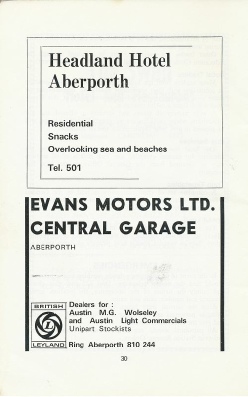 Headland Hotel
Aberporth
Residential
Snacks
Overlooking sea and beaches
Tel. 501
EVANS MOTORS LTD.
CENTRAL GARAGE
ABERPORTH
BRITISH
L
LEYLAND
Dealers for :
Austin M.G. Wolseley
and Austin Light Commercials
Unipart Stockists
Ring Aberporth 810 244
30